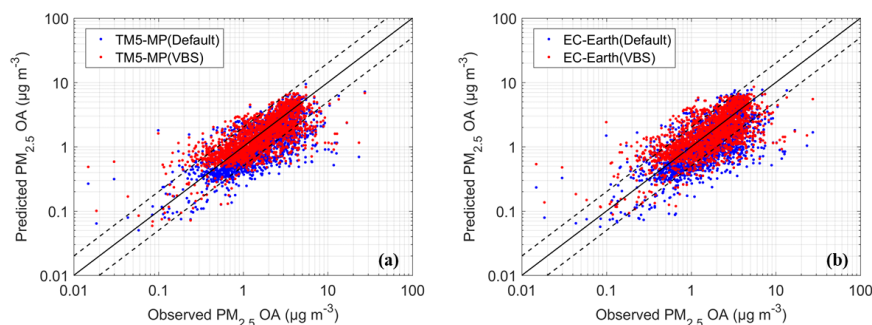 100
10
1
0.1
0.01
Predicted PM2.5 OA (µg m⁻³)
TM5-MP(Default)
TM5-MP(VBS)
(a)
0.01 0.1 1 10 100
Observed PM2.5 OA (µg m⁻³)
100
10
1
0.1
0.01
Predicted PM2.5 OA (µg m⁻³)
EC-Earth(Default)
EC-Earth(VBS)
(b)
0.01 0.1 1 10 100
Observed PM2.5 OA (µg m⁻³)